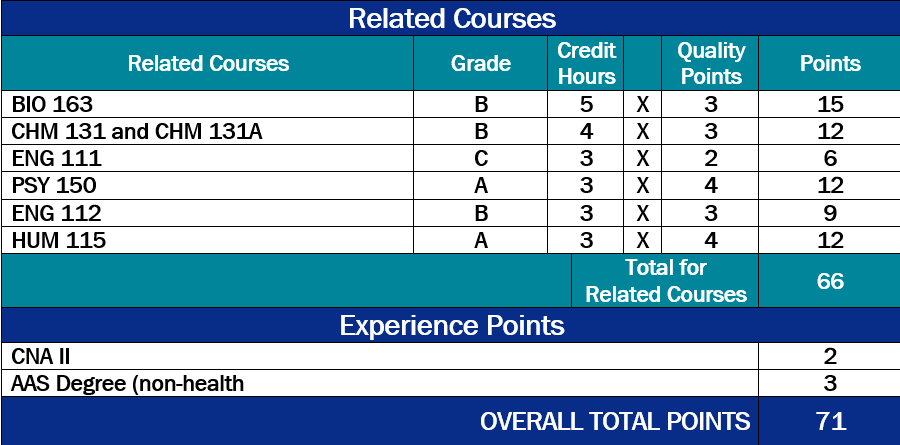 Related Courses
Related Courses Grade Credit Hours Quality Points Points
BIO 163 B 5 X 3 15
CHM 131 and CHM 131A B 4 X 3 12
ENG 111 C 3 X 2 6
PSY 150 A 3 X 4 12
ENG 112 B 3 X 3 9
HUM 115 A 3 X 4 12
Total for Related Courses 66
Experience Points
CNA II 2
AAS Degree (non-health 3
OVERALL TOTAL POINTS 71